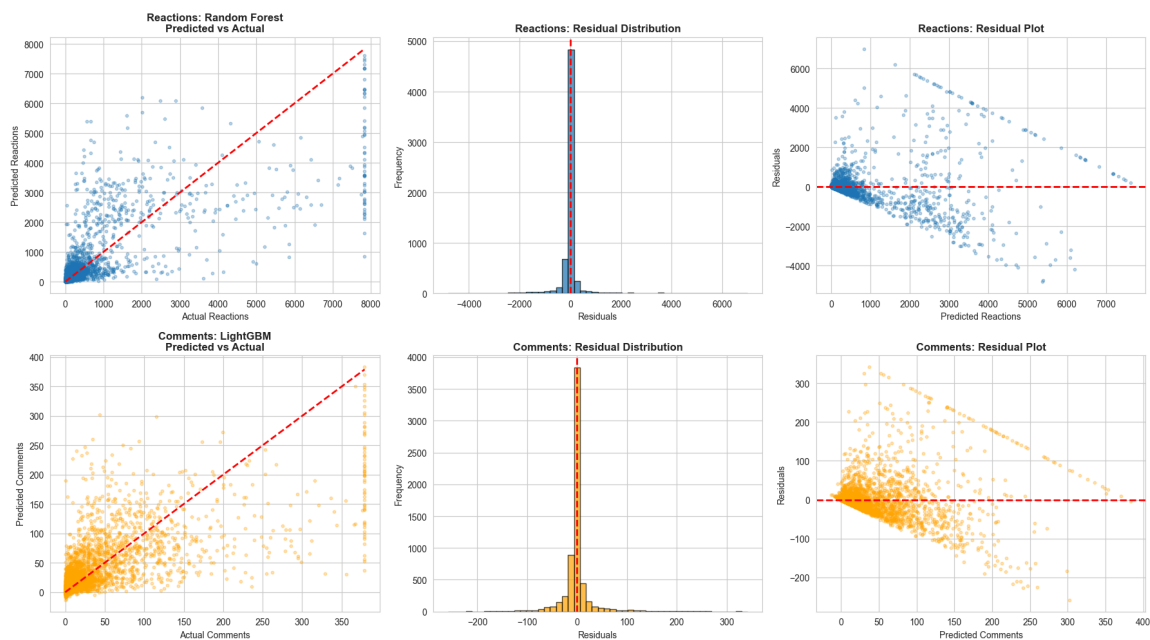 Reactions: Random Forest
Predicted vs Actual
Predicted Reactions
8000
7000
6000
5000
4000
3000
2000
1000
0
0 1000 2000 3000 4000 5000 6000 7000 8000
Actual Reactions
Reactions: Residual Distribution
Frequency
5000
4000
3000
2000
1000
0
−4000 −2000 0 2000 4000 6000
Residuals
Reactions: Residual Plot
Residuals
6000
4000
2000
0
−2000
−4000
0 1000 2000 3000 4000 5000 6000 7000
Predicted Reactions
Comments: LightGBM
Predicted vs Actual
Predicted Comments
400
350
300
250
200
150
100
50
0
0 50 100 150 200 250 300 350
Actual Comments
Comments: Residual Distribution
Frequency
4000
3500
3000
2500
2000
1500
1000
500
0
−200 −100 0 100 200 300
Residuals
Comments: Residual Plot
Residuals
300
200
100
0
−100
−200
0 50 100 150 200 250 300 350 400
Predicted Comments